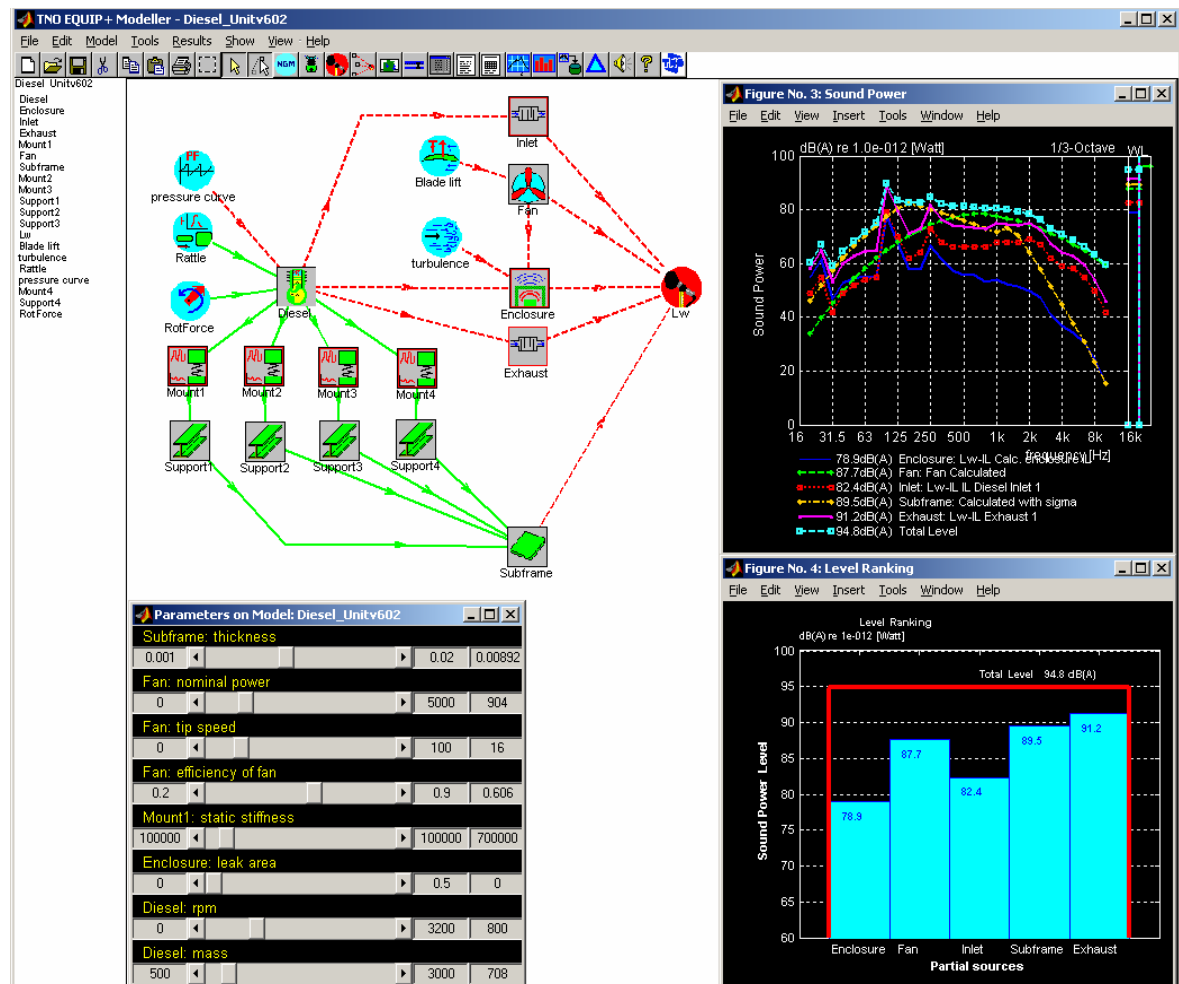 TNO EQUIP+ Modeller - Diesel_Unitv602
File Edit Model Tools Results Show View Help
NGM
Diesel Unitv602
Diesel
Enclosure
Inlet
Exhaust
Mount1
Fan
Subframe
Mount2
Mount3
Support1
Support2
Support3
Lw
Blade lift
turbulence
Rattle
pressure curve
Mount4
Support4
RotForce
PF
pressure curve
Rattle
RotForce
Diesel
Inlet
Blade lift
Fan
turbulence
Enclosure
Exhaust
Lw
Mount1 Mount2 Mount3 Mount4
Support1 Support2 Support3 Support4
Subframe
Parameters on Model: Diesel_Unitv602
Subframe: thickness
0.001 0.02 0.00892
Fan: nominal power
0 5000 904
Fan: tip speed
0 100 16
Fan: efficiency of fan
0.2 0.9 0.606
Mount1: static stiffness
100000 100000 700000
Enclosure: leak area
0 0.5 0
Diesel: rpm
0 3200 800
Diesel: mass
500 3000 708
Figure No. 3: Sound Power
File Edit View Insert Tools Window Help
dB(A) re 1.0e-012 [Watt] 1/3-Octave WL
100
80
60
40
20
0
Sound Power
16 31.5 63 125 250 500 1k 2k 4k 8k 16k
frequency [Hz]
78.9dB(A) Enclosure: Lw-IL Calc. enclosure IL
87.7dB(A) Fan: Fan Calculated
82.4dB(A) Inlet: Lw-IL IL Diesel Inlet 1
89.5dB(A) Subframe: Calculated with sigma
91.2dB(A) Exhaust: Lw-IL Exhaust 1
94.8dB(A) Total Level
Figure No. 4: Level Ranking
File Edit View Insert Tools Window Help
Level Ranking
dB(A) re 1e-012 [Watt]
Total Level 94.8 dB(A)
100
95
90
85
80
75
70
65
60
Sound Power Level
78.9
87.7
82.4
89.5
91.2
Enclosure Fan Inlet Subframe Exhaust
Partial sources